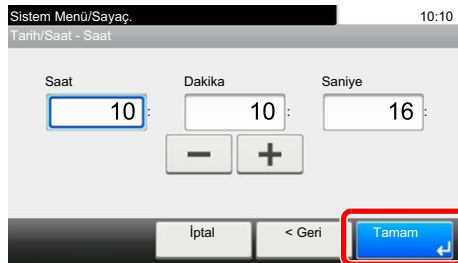 Sistem Menü/Sayaç. 10:10
Tarih/Saat - Saat
Saat Dakika Saniye
10 : 10 : 16 :
− +
İptal < Geri Tamam